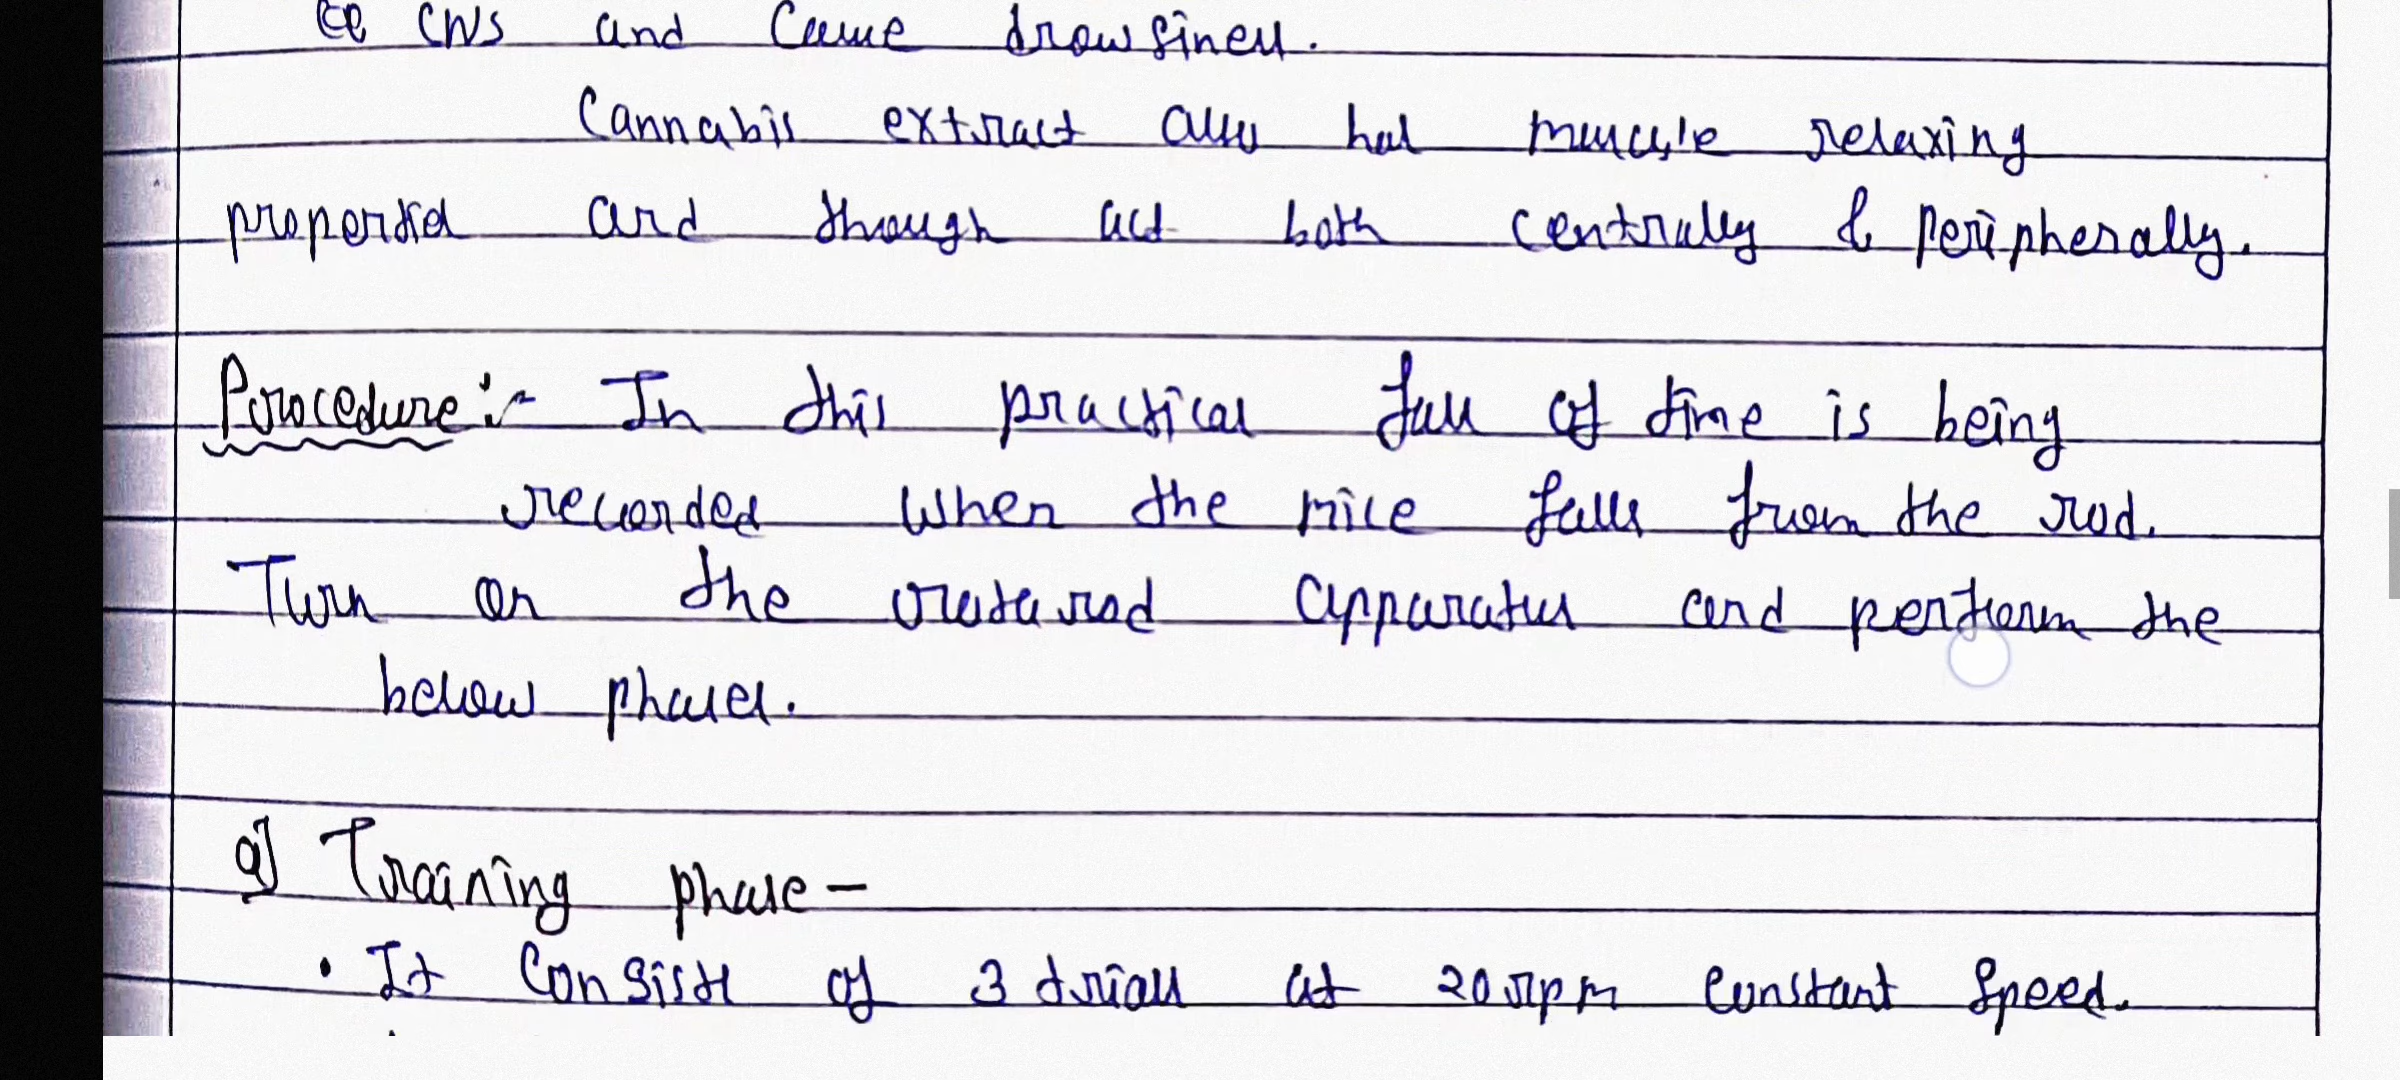 CNS and Cause drowsiness.
Cannabis extract also has muscle relaxing
properties and though act both centrally & peripherally.
Procedure:- In this practical fall of time is being
recorded when the mice falls from the rod.
Turn on the rotarod apparatus and perform the
below phases.
a) Training phase -
• It Consists of 3 trials at 20 rpm constant speed.